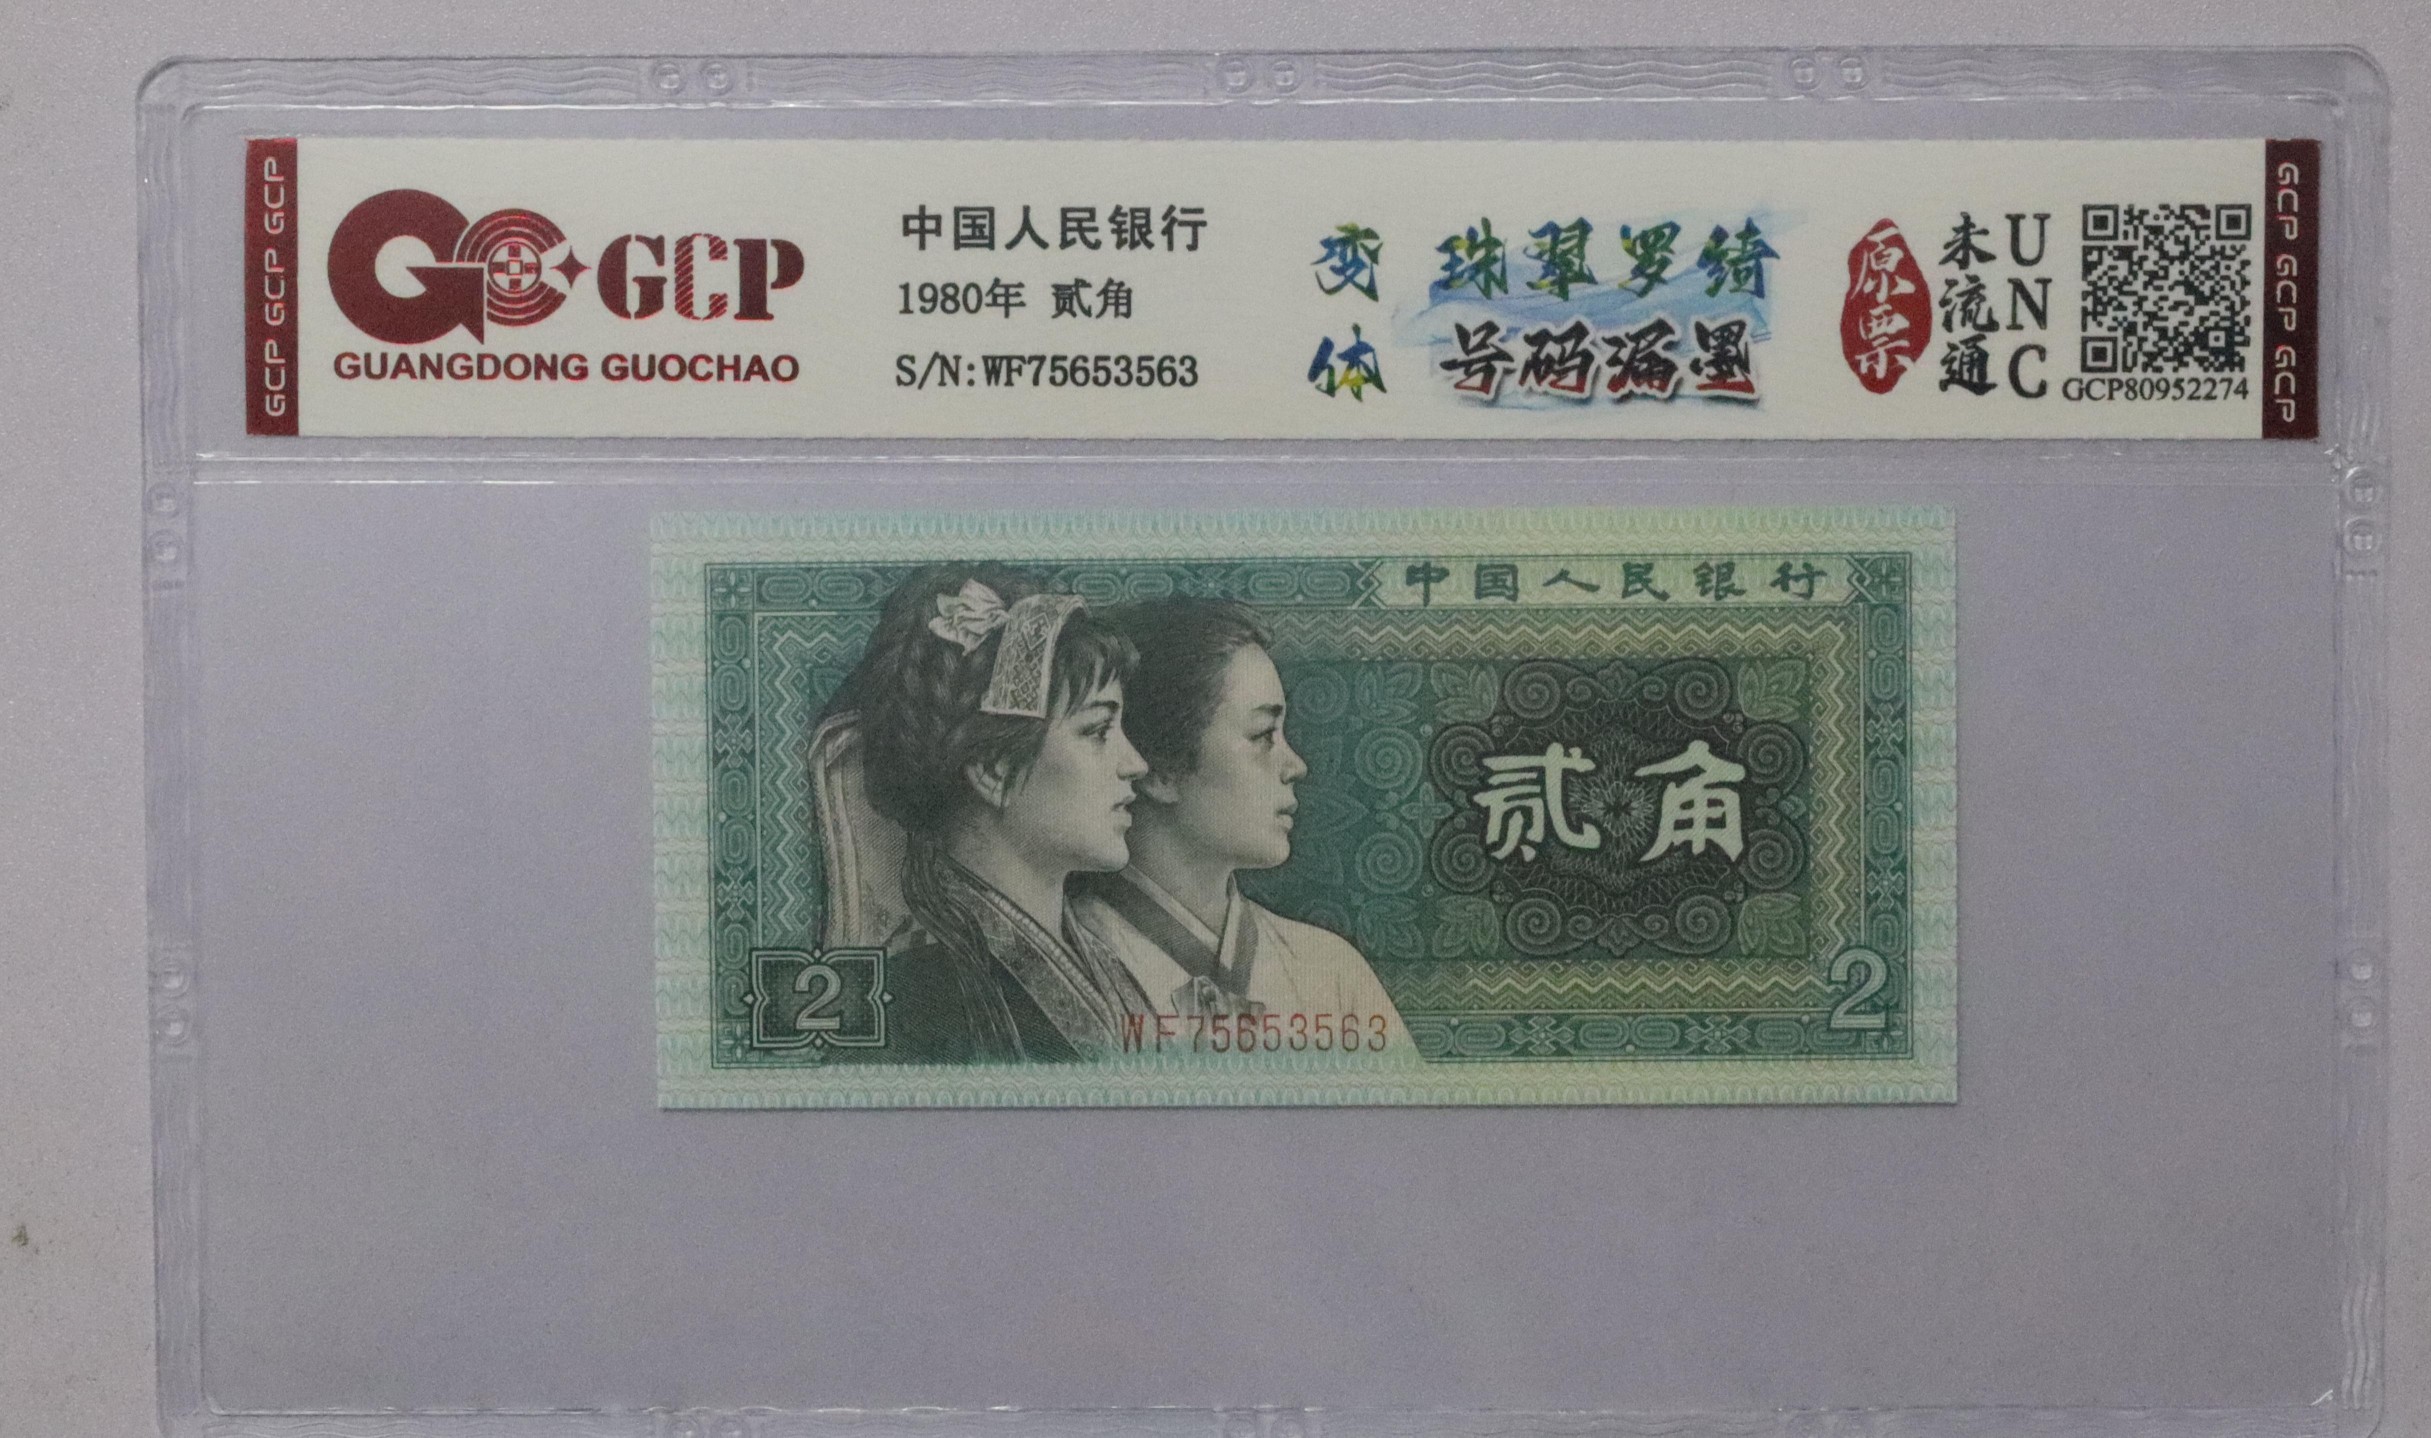 GCP GCP GCP
GCP
GUANGDONG GUOCHAO
中国人民银行
1980年 贰角
S/N:WF75653563
变体
珠翠罗绮
号码漏墨
原票
未流通
UNC
GCP80952274
GCP GCP GCP
中国人民银行
贰角
2
2
WF75653563